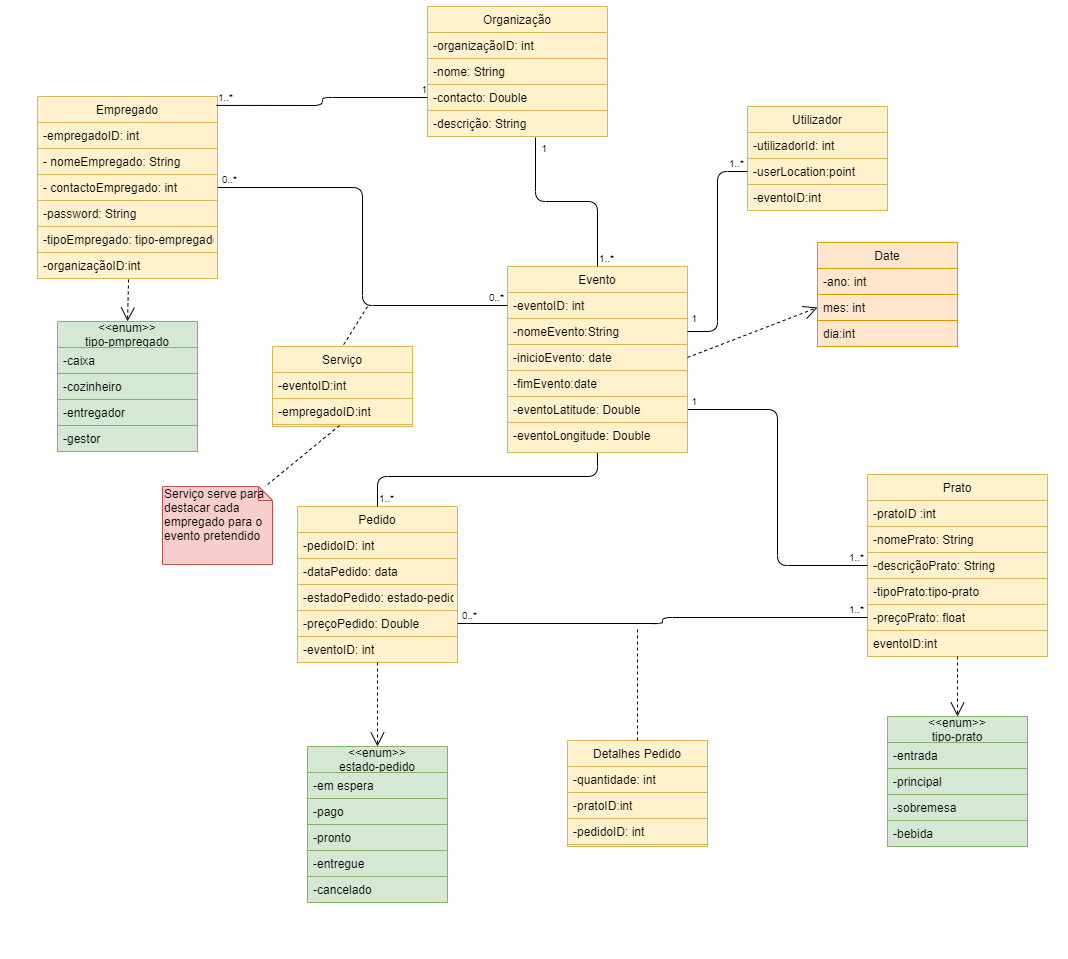 Organização
-organizaçãoID: int
-nome: String
-contacto: Double
-descrição: String
1
1
1..*
Empregado
-empregadoID: int
- nomeEmpregado: String
- contactoEmpregado: int
-password: String
-tipoEmpregado: tipo-empregad
-organizaçãoID:int
0..*
<<enum>>
tipo-pmpregado
-caixa
-cozinheiro
-entregador
-gestor
Utilizador
-utilizadorId: int
-userLocation:point
-eventoID:int
1..*
Date
-ano: int
mes: int
dia:int
1..*
Evento
-eventoID: int
-nomeEvento:String
-inicioEvento: date
-fimEvento:date
-eventoLatitude: Double
-eventoLongitude: Double
0..*
1
1
Serviço
-eventoID:int
-empregadoID:int
Serviço serve para
destacar cada
empregado para o
evento pretendido
1..*
Pedido
-pedidoID: int
-dataPedido: data
-estadoPedido: estado-pedid
-preçoPedido: Double
-eventoID: int
0..*
Prato
-pratoID :int
-nomePrato: String
-descriçãoPrato: String
-tipoPrato:tipo-prato
-preçoPrato: float
eventoID:int
1..*
1..*
<<enum>>
estado-pedido
-em espera
-pago
-pronto
-entregue
-cancelado
Detalhes Pedido
-quantidade: int
-pratoID:int
-pedidoID: int
<<enum>>
tipo-prato
-entrada
-principal
-sobremesa
-bebida